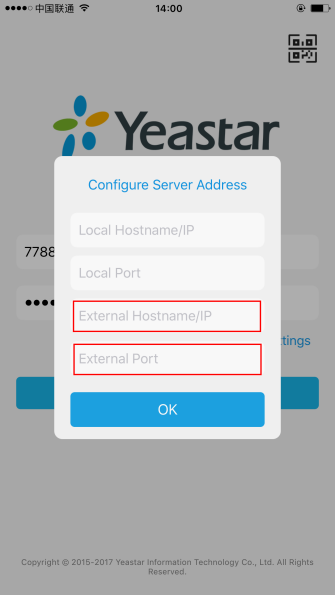 中国联通
14:00
Yeastar
Configure Server Address
Local Hostname/IP
7788
Local Port
External Hostname/IP
ttings
External Port
OK
Copyright © 2015-2017 Yeastar Information Technology Co., Ltd. All Rights
Reserved.